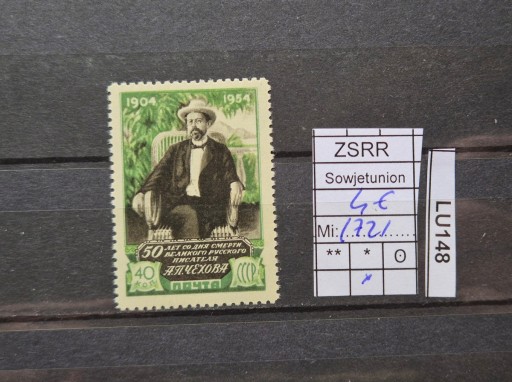 1904 1954
50 ЛЕТ СО ДНЯ СМЕРТИ
ВЕЛИКОГО РУССКОГО
ПИСАТЕЛЯ
А.П.ЧЕХОВА
40
КОП
СССР
ПОЧТА
ZSRR
Sowjetunion
4€
Mi: 1721
** * ʘ
*
LU148